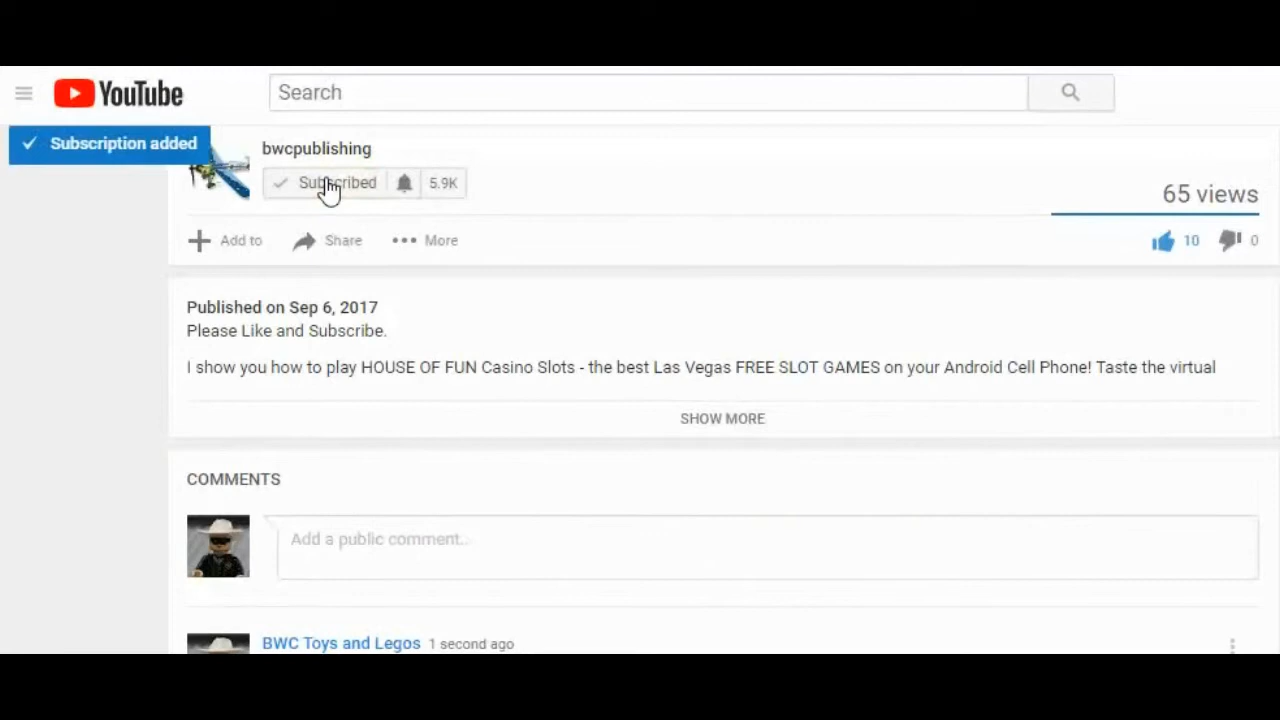 YouTube
Search
Subscription added
bwcpublishing
Subscribed 5.9K
65 views
Add to Share More
10 0
Published on Sep 6, 2017
Please Like and Subscribe.
I show you how to play HOUSE OF FUN Casino Slots - the best Las Vegas FREE SLOT GAMES on your Android Cell Phone! Taste the virtual
SHOW MORE
COMMENTS
Add a public comment..
BWC Toys and Legos 1 second ago